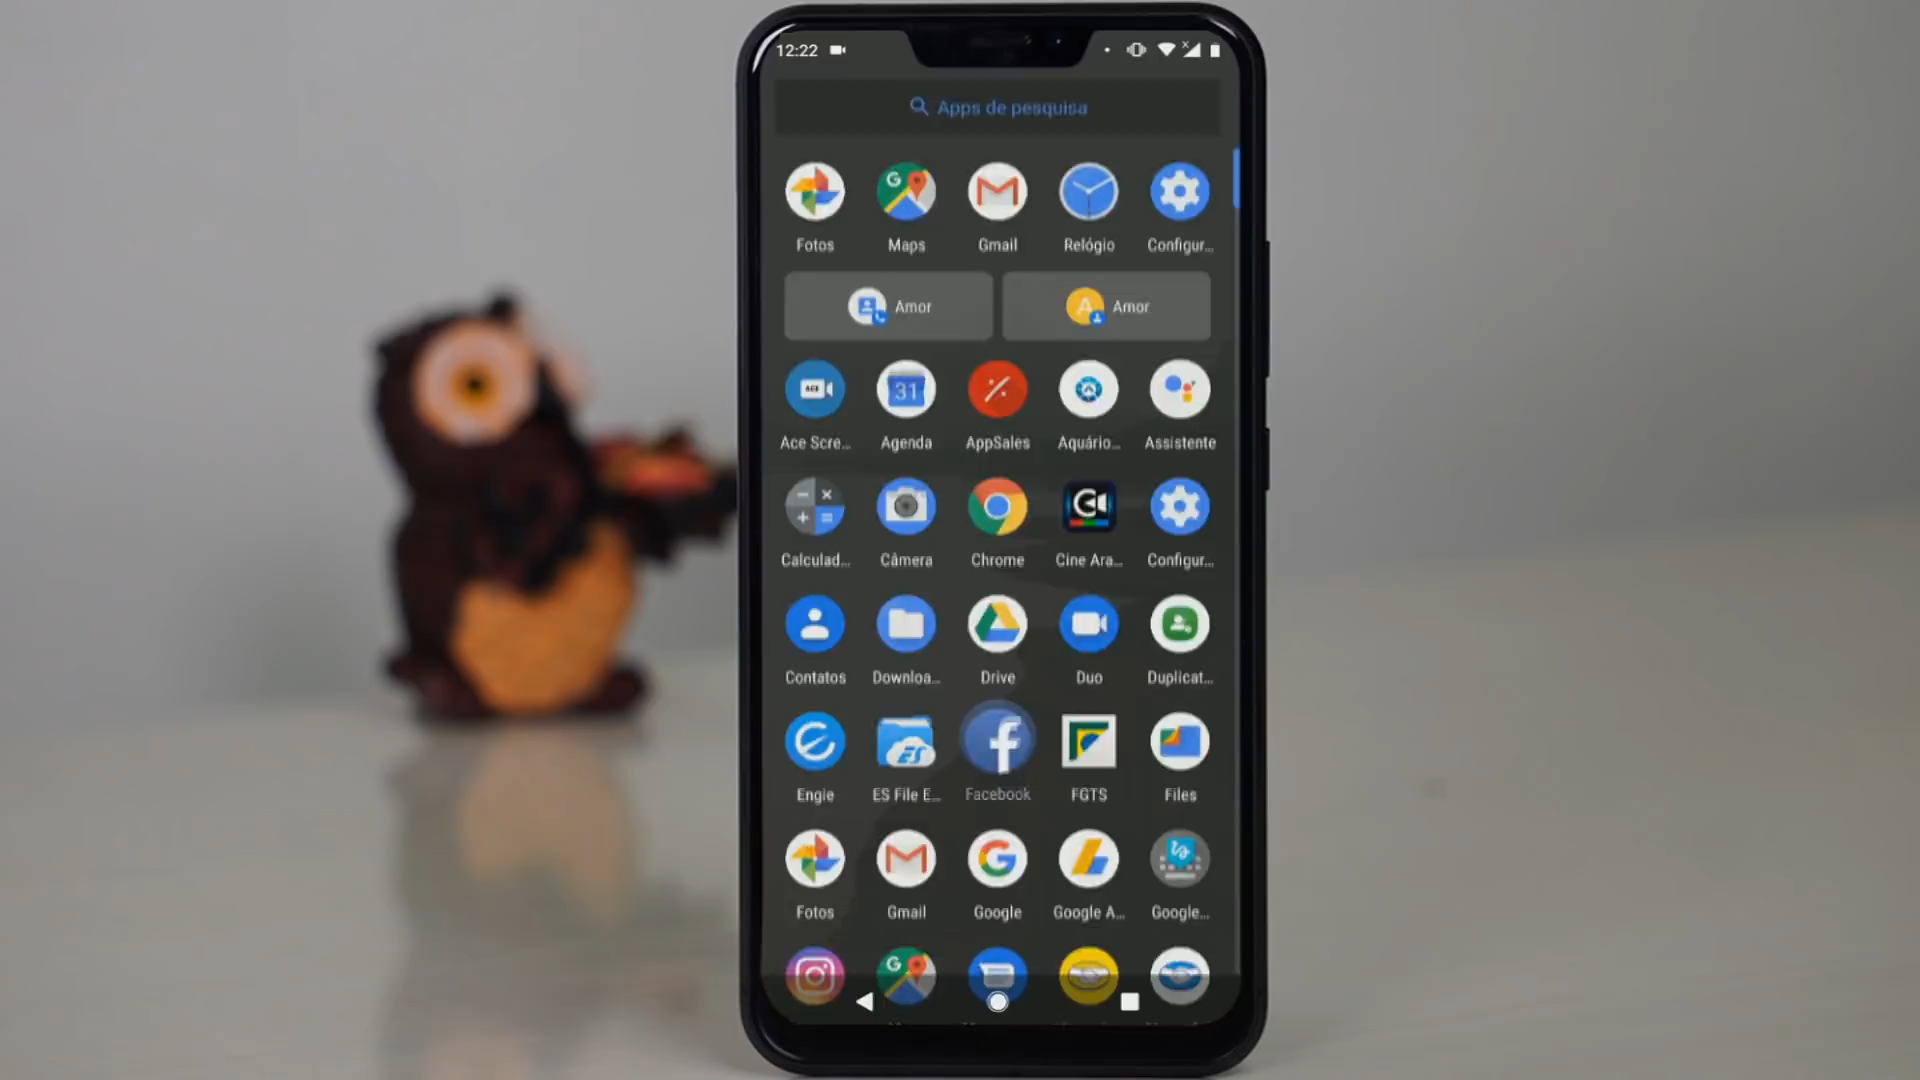 12:22
Apps de pesquisa
Fotos Maps Gmail Relógio Configur...
Amor Amor
Ace Scre... Agenda AppSales Aquário... Assistente
Calculad... Câmera Chrome Cine Ara... Configur...
Contatos Downloa... Drive Duo Duplicat...
Engie ES File E... Facebook FGTS Files
Fotos Gmail Google Google A... Google...